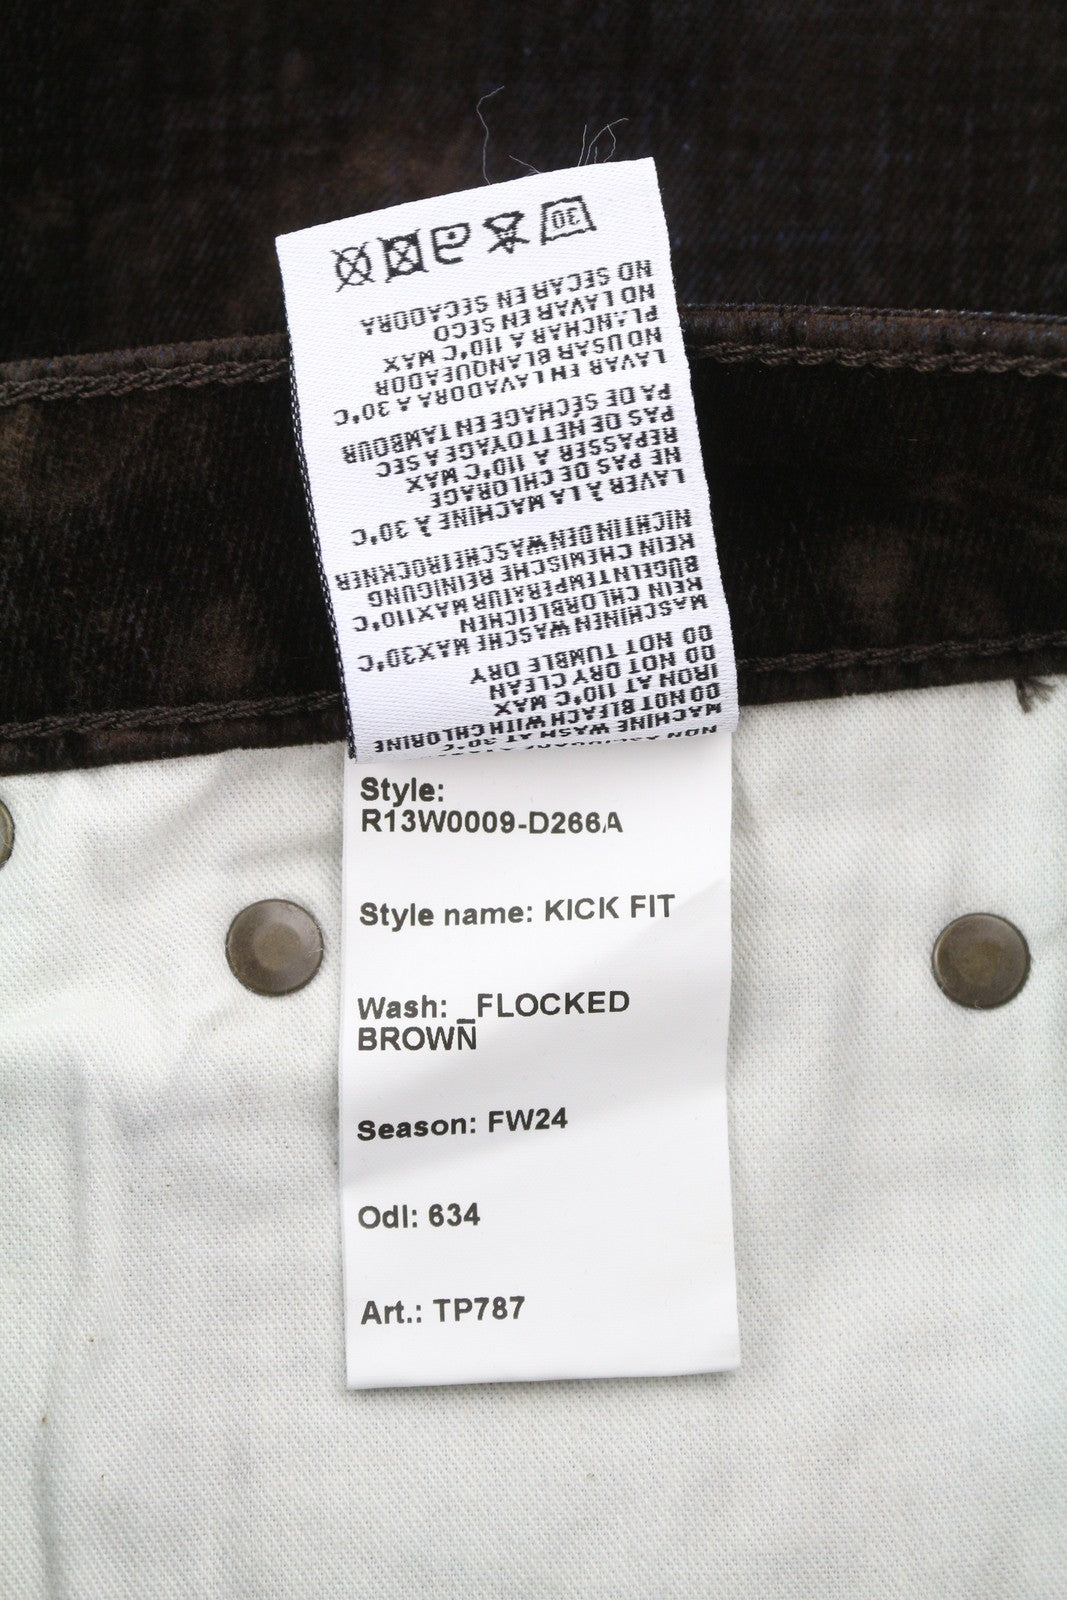 30
NO SECAR EN SECADORA
NO LAVAR EN SECO
PLANCHAR A 110°C MAX
NO USAR BLANQUEADOR
LAVAR EN LAVADORA A 30°C
PA DE SÉCHAGE EN TAMBOUR
PAS DE NETTOYAGE A SEC
REPASSER A 110°C MAX
NE PAS DE CHLORAGE
LAVER À LA MACHINE À 30°C
NICHT IN DEN WASCHETROCKNER
KEIN CHEMISCHE REINIGUNG
BUGELNTEMPERÄTUR MAX110°C
KEIN CHLORBLEICHEN
MASCHINEN WASCHE MAX30°C
DO NOT TUMBLE DRY
DO NOT DRY CLEAN
IRON AT 110°C MAX
DO NOT BLEACH WITH CHLORINE
MACHINE WASH AT 30°C
Style:
R13W0009-D266A
Style name: KICK FIT
Wash: _FLOCKED
BROWN
Season: FW24
Odl: 634
Art.: TP787